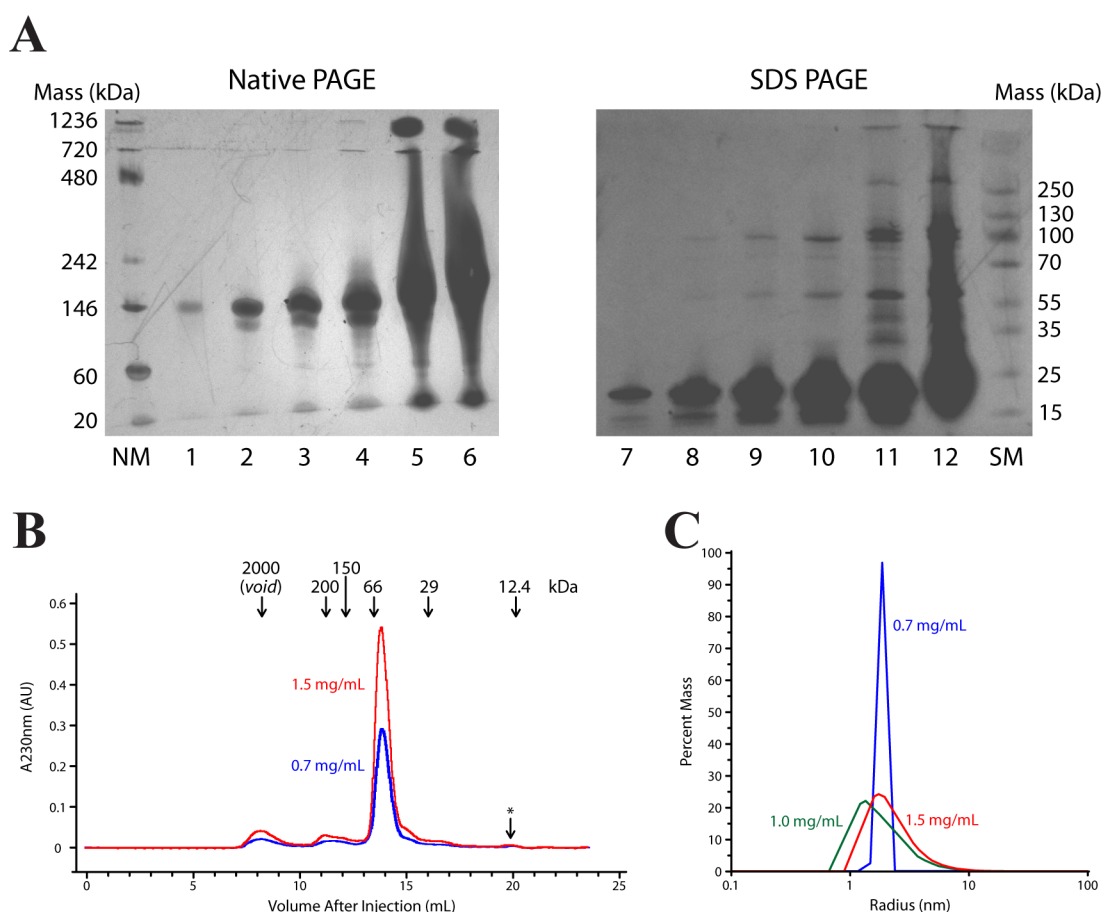 A
Native PAGE
SDS PAGE
Mass (kDa)
Mass (kDa)
1236
720
480
242
146
60
20
250
130
100
70
55
35
25
15
NM 1 2 3 4 5 6
7 8 9 10 11 12 SM
B
C
2000
(void)
200
150
66
29
12.4
kDa
0.6
0.5
0.4
0.3
0.2
0.1
0
A230nm (AU)
1.5 mg/mL
0.7 mg/mL
*
0 5 10 15 20 25
Volume After Injection (mL)
100
90
80
70
60
50
40
30
20
10
0
Percent Mass
0.7 mg/mL
1.0 mg/mL
1.5 mg/mL
0.1 1 10 100
Radius (nm)